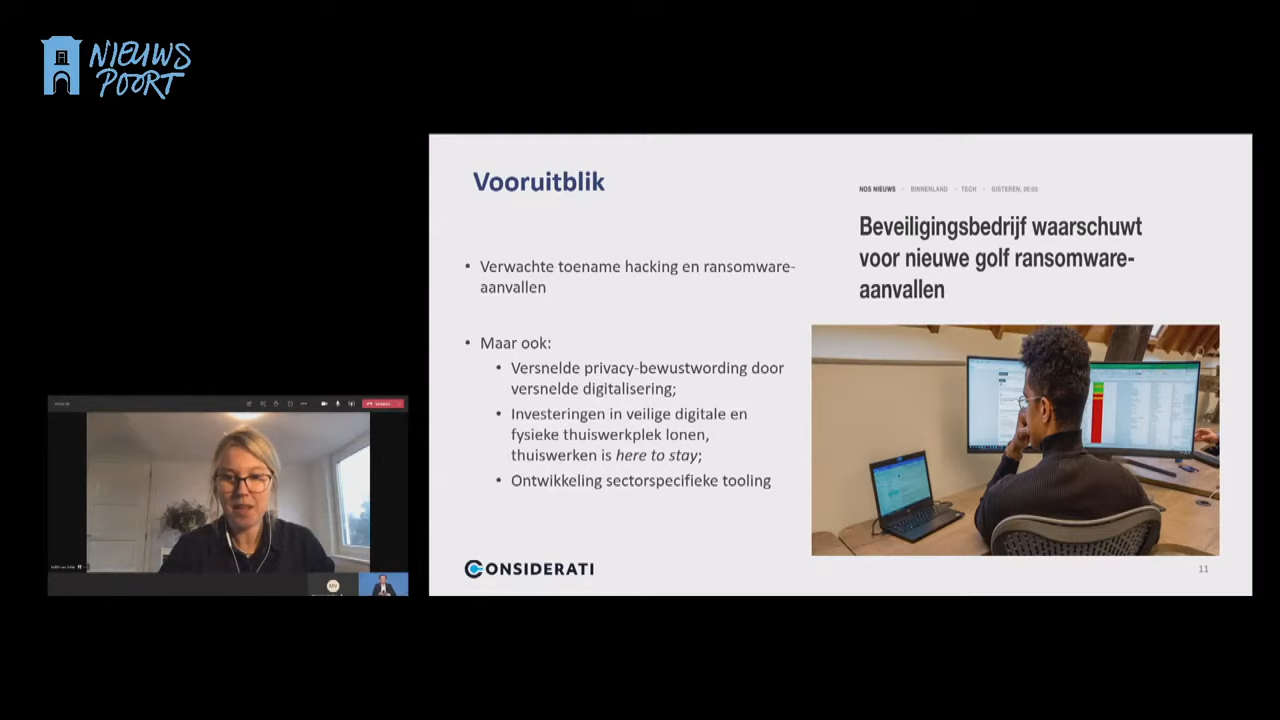 NIEUWS
POORT
Vooruitblik
• Verwachte toename hacking en ransomware-
aanvallen
• Maar ook:
• Versnelde privacy-bewustwording door
versnelde digitalisering;
• Investeringen in veilige digitale en
fysieke thuiswerkplek lonen,
thuiswerken is here to stay;
• Ontwikkeling sectorspecifieke tooling
CONSIDERATI
NOS NIEUWS • BINNENLAND • TECH • GISTEREN, 06:00
Beveiligingsbedrijf waarschuwt
voor nieuwe golf ransomware-
aanvallen
11
MV